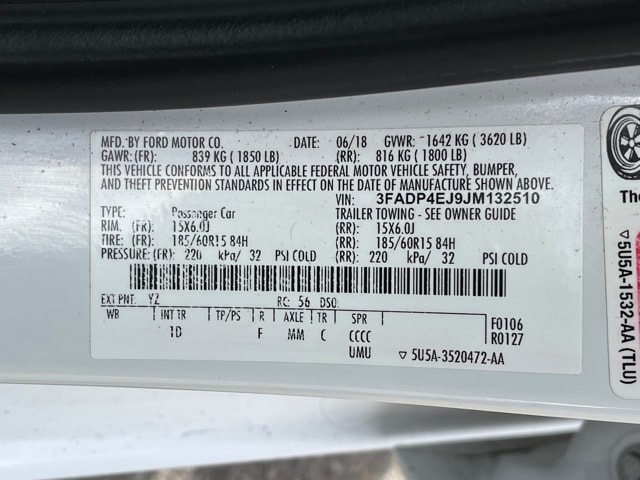 MFD. BY FORD MOTOR CO. DATE: 06/18 GVWR: 1642 KG ( 3620 LB)
GAWR: (FR): 839 KG ( 1850 LB) (RR): 816 KG ( 1800 LB)
THIS VEHICLE CONFORMS TO ALL APPLICABLE FEDERAL MOTOR VEHICLE SAFETY, BUMPER,
AND THEFT PREVENTION STANDARDS IN EFFECT ON THE DATE OF MANUFACTURE SHOWN ABOVE.
VIN: 3FADP4EJ9JM132510
TYPE: Passenger Car TRAILER TOWING - SEE OWNER GUIDE
RIM: (FR): 15X6.0J (RR): 15X6.0J
TIRE: (FR): 185/60R15 84H (RR): 185/60R15 84H
PRESSURE: (FR): 220 kPa/ 32 PSI COLD (RR): 220 kPa/ 32 PSI COLD
EXT PNT: YZ RC: 56 DSO:
WB INT TR TP/PS R AXLE TR SPR F0106
1D F MM C CCCC R0127
UMU ▽ 5U5A-3520472-AA
The
▽ 5U5A-1532-AA (TLU)